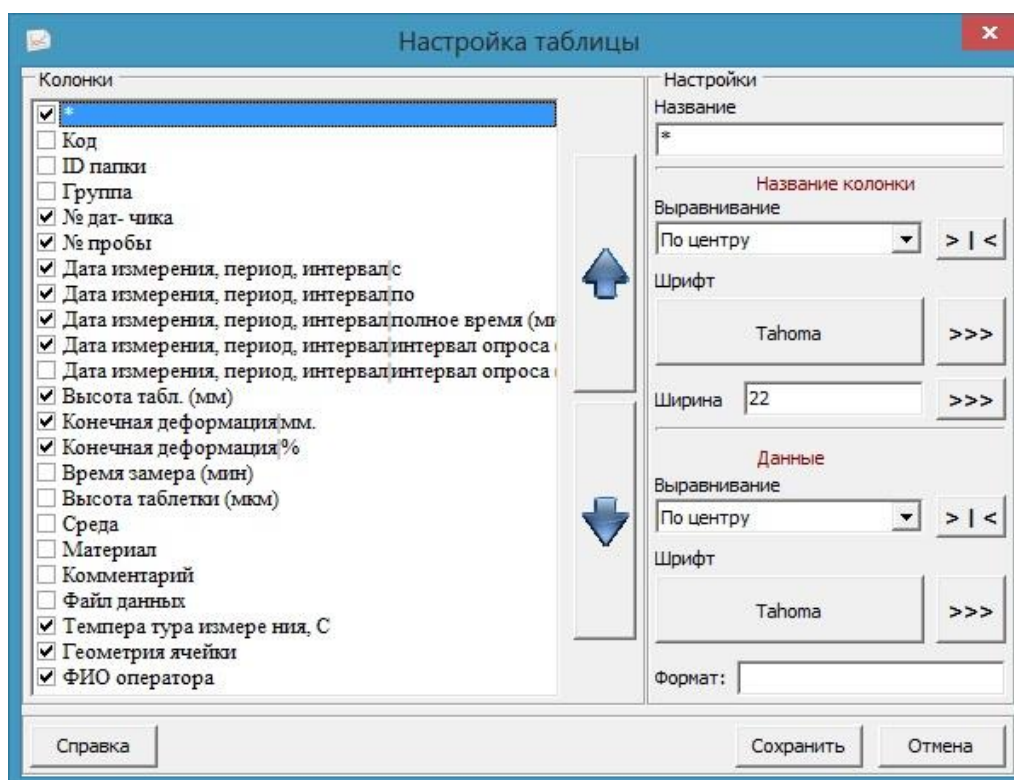 Настройка таблицы
Колонки
*
Код
ID папки
Группа
№ дат- чика
№ пробы
Дата измерения, период, интервал|с
Дата измерения, период, интервал|по
Дата измерения, период, интервал|полное время (ми
Дата измерения, период, интервал|интервал опроса (
Дата измерения, период, интервал|интервал опроса (
Высота табл. (мм)
Конечная деформация|мм.
Конечная деформация|%
Время замера (мин)
Высота таблетки (мкм)
Среда
Материал
Комментарий
Файл данных
Темпера тура измере ния, С
Геометрия ячейки
ФИО оператора
Настройки
Название
*
Название колонки
Выравнивание
По центру > | <
Шрифт
Tahoma >>>
Ширина 22 >>>
Данные
Выравнивание
По центру > | <
Шрифт
Tahoma >>>
Формат:
Справка Сохранить Отмена